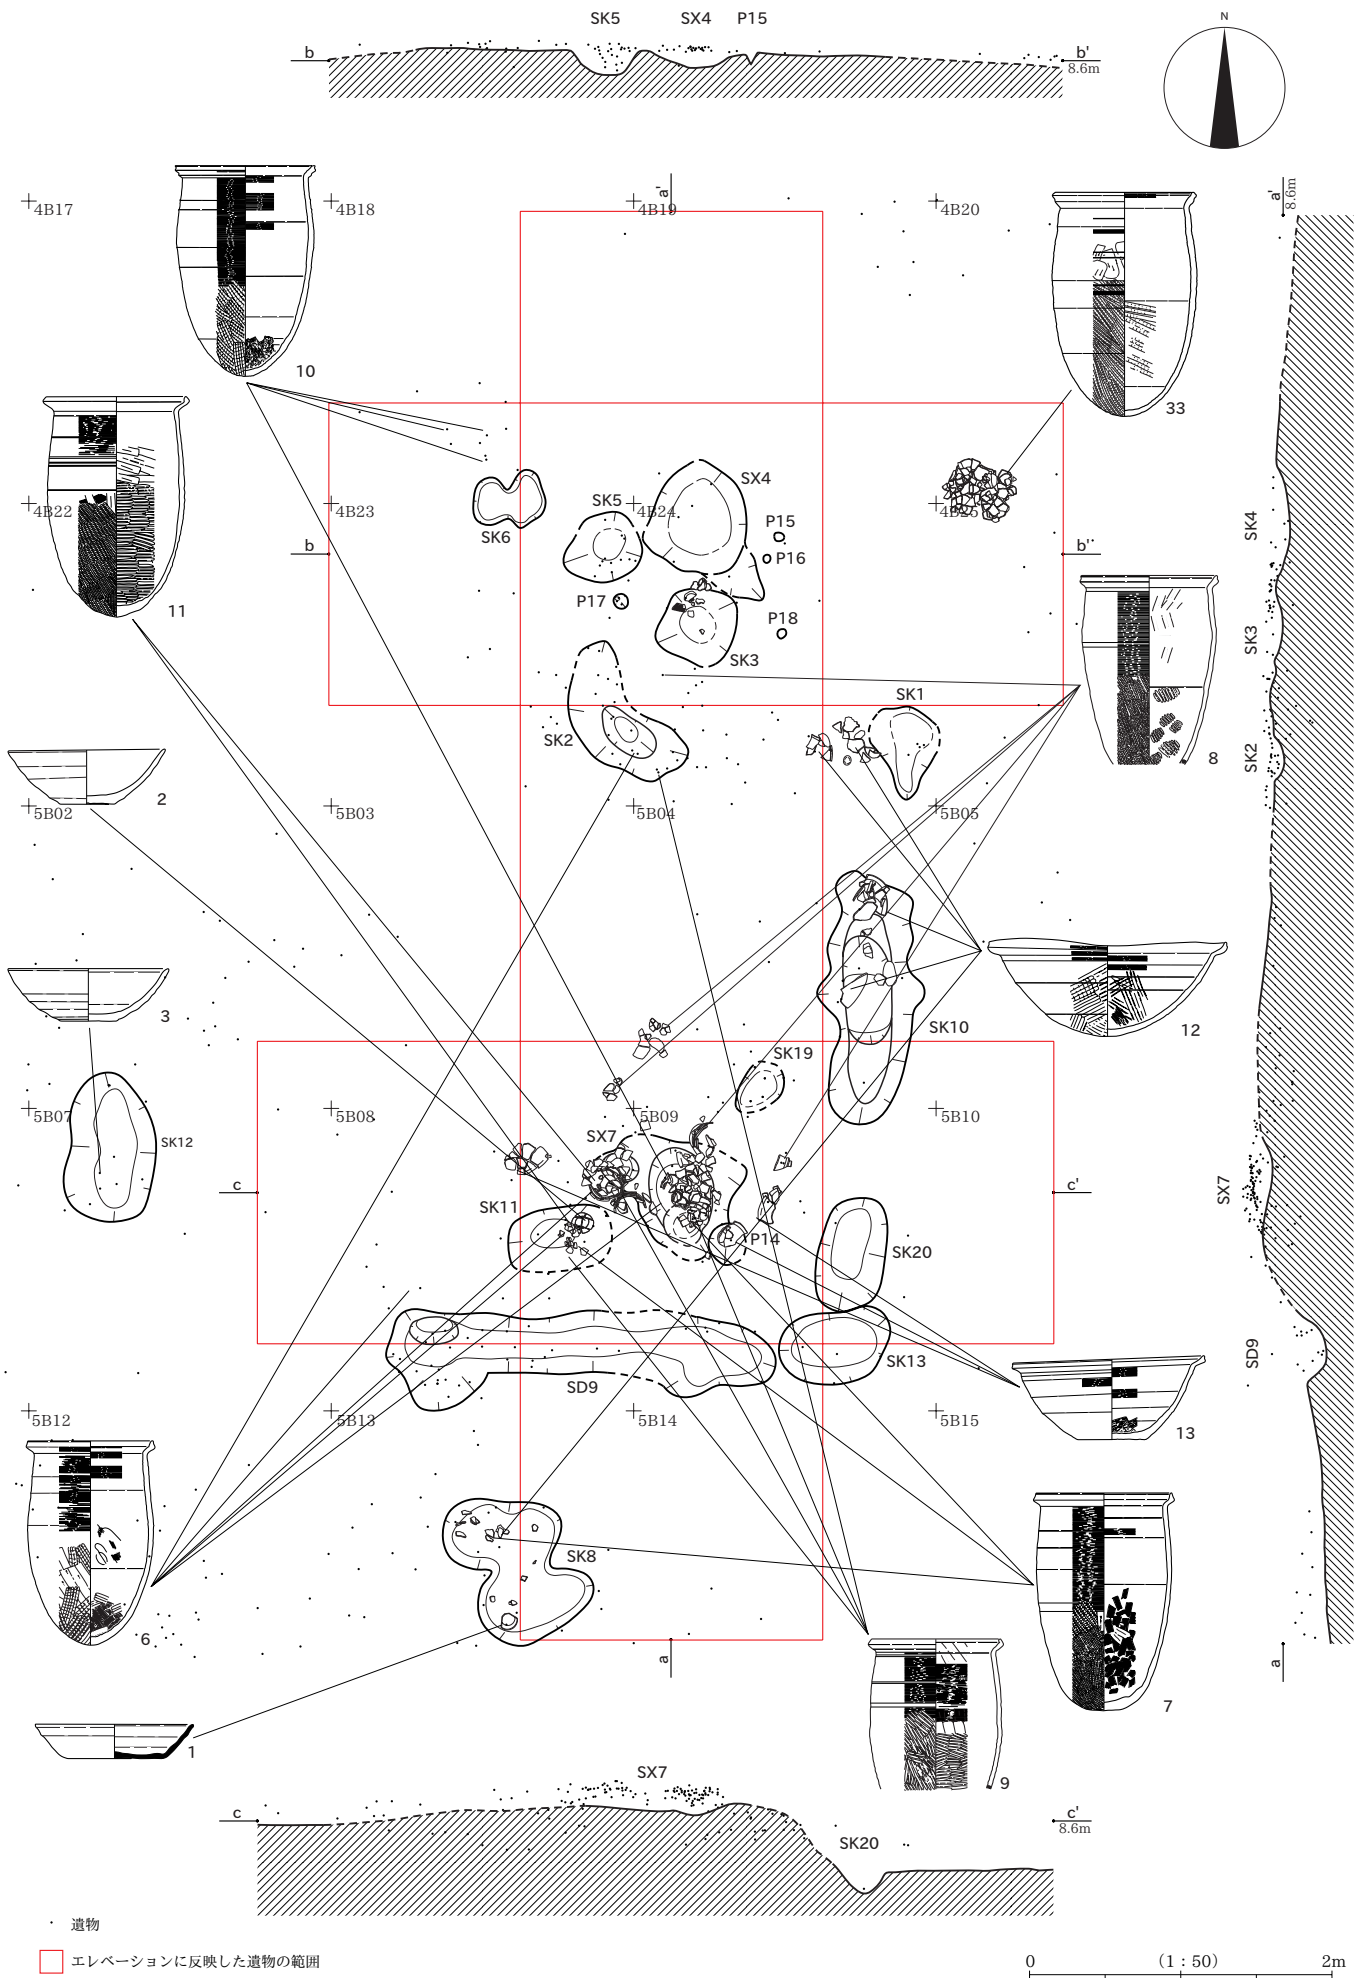 SK5 SX4 P15
b b'
8.6m
N
a'
8.6m
a'
4B17 4B18 4B19 4B20
10
33
11
4B22 4B23 4B24 4B25
SX4
SK5
SK6
P15
P16
P17
P18
SK3
b b''
SK4
SK3
SK2
8
SK1
SK2
2
5B02 5B03 5B04 5B05
3
12
SK10
SK19
5B07 5B08 5B09 5B10
SK12
SX7
c c'
SK11
P14
SK20
SX7
SD9
SK13
SD9
5B12 5B13 5B14 5B15
13
6
SK8
7
a
a
1
9
SX7
c c'
8.6m
SK20
遺物
エレベーションに反映した遺物の範囲
0 (1:50) 2m